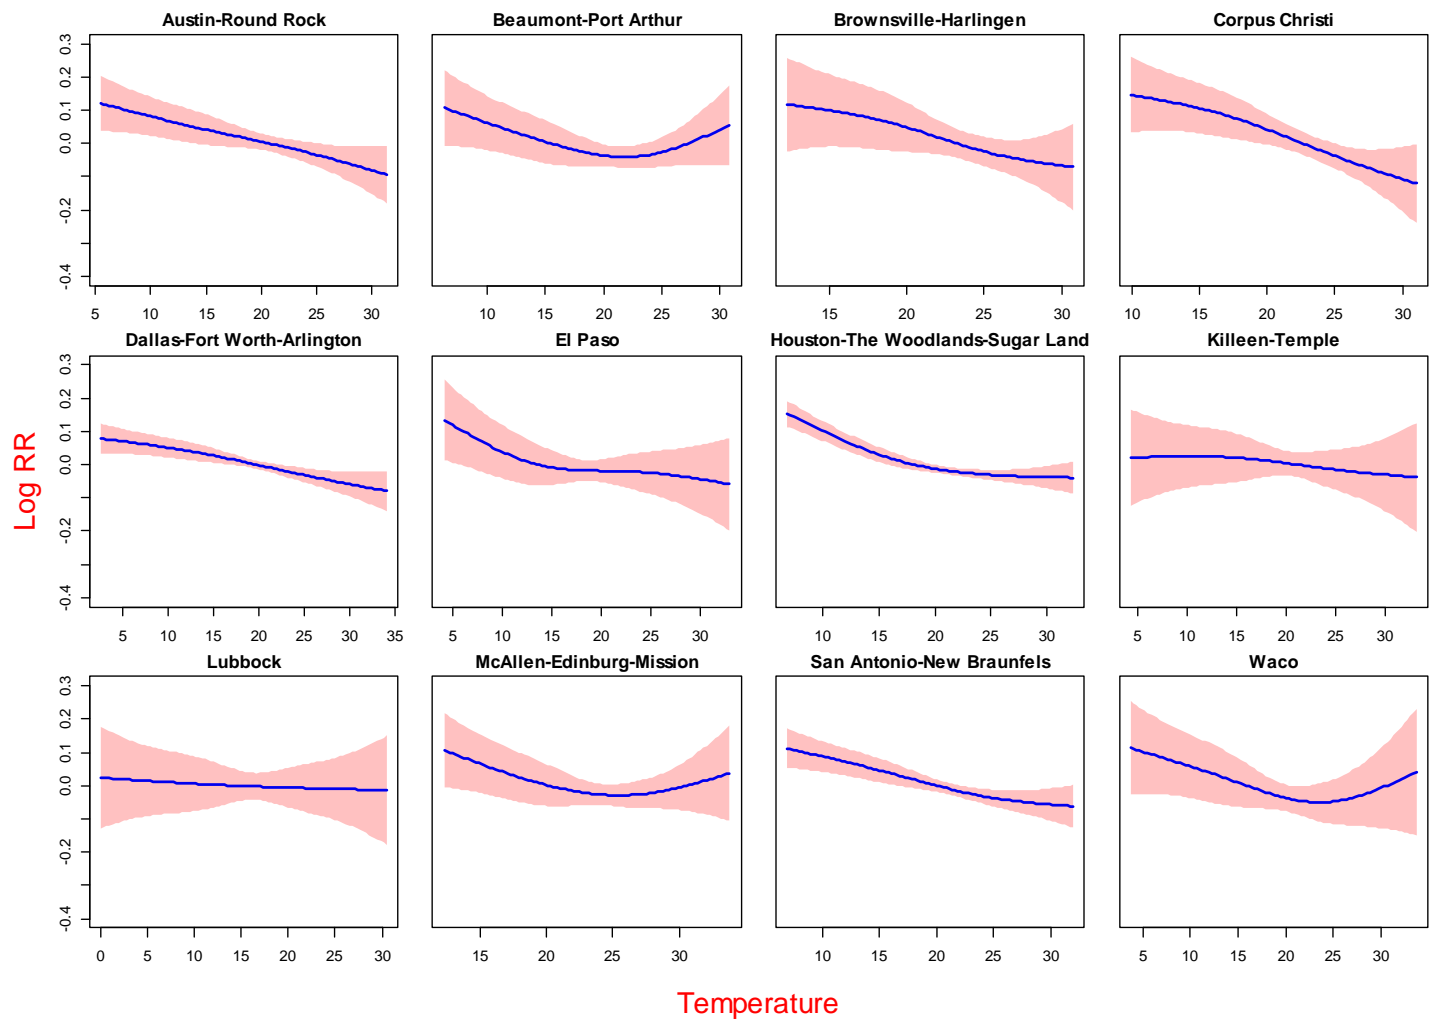 Austin-Round Rock Beaumont-Port Arthur Brownsville-Harlingen Corpus Christi
0.3
0.2
0.1
0.0
-0.2
-0.4
5 10 15 20 25 30 10 15 20 25 30 15 20 25 30 10 15 20 25 30
Dallas-Fort Worth-Arlington El Paso Houston-The Woodlands-Sugar Land Killeen-Temple
0.3
0.2
0.1
0.0
-0.2
-0.4
Log RR
5 10 15 20 25 30 35 5 10 15 20 25 30 10 15 20 25 30 5 10 15 20 25 30
Lubbock McAllen-Edinburg-Mission San Antonio-New Braunfels Waco
0.3
0.2
0.1
0.0
-0.2
-0.4
0 5 10 15 20 25 30 15 20 25 30 10 15 20 25 30 5 10 15 20 25 30
Temperature